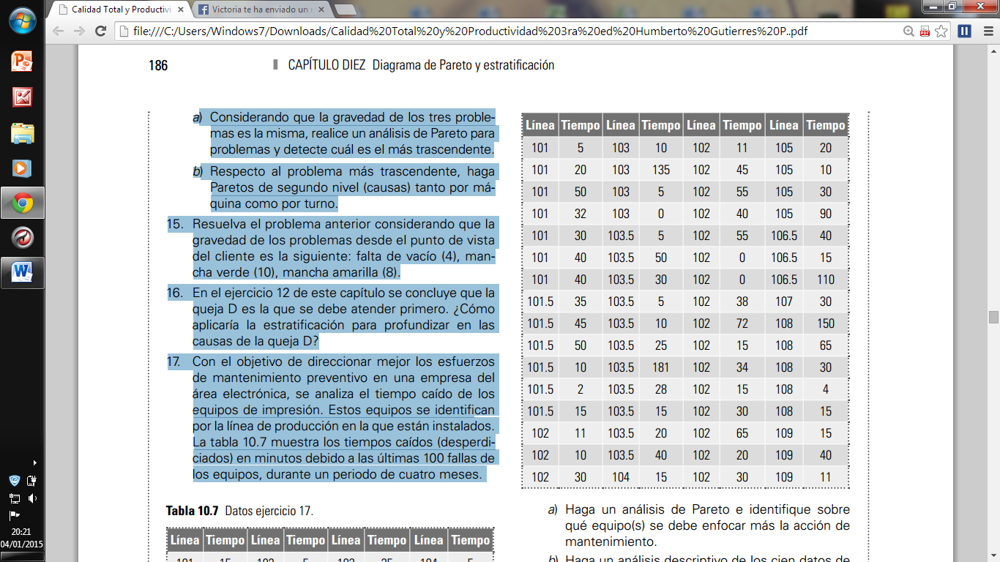 Calidad Total y Productivi
Victoria te ha enviado un
file:///C:/Users/Windows7/Downloads/Calidad%20Total%20y%20Productividad%203ra%20ed%20Humberto%20Gutierres%20P..pdf
186 CAPÍTULO DIEZ Diagrama de Pareto y estratificación
a) Considerando que la gravedad de los tres proble-
mas es la misma, realice un análisis de Pareto para
problemas y detecte cuál es el más trascendente.
b) Respecto al problema más trascendente, haga
Paretos de segundo nivel (causas) tanto por má-
quina como por turno.
15. Resuelva el problema anterior considerando que la
gravedad de los problemas desde el punto de vista
del cliente es la siguiente: falta de vacío (4), man-
cha verde (10), mancha amarilla (8).
16. En el ejercicio 12 de este capítulo se concluye que la
queja D es la que se debe atender primero. ¿Cómo
aplicaría la estratificación para profundizar en las
causas de la queja D?
17. Con el objetivo de direccionar mejor los esfuerzos
de mantenimiento preventivo en una empresa del
área electrónica, se analiza el tiempo caído de los
equipos de impresión. Estos equipos se identifican
por la línea de producción en la que están instalados.
La tabla 10.7 muestra los tiempos caídos (desperdi-
ciados) en minutos debido a las últimas 100 fallas de
los equipos, durante un periodo de cuatro meses.
Tabla 10.7 Datos ejercicio 17.
Línea Tiempo Línea Tiempo Línea Tiempo Línea Tiempo
Línea Tiempo Línea Tiempo Línea Tiempo Línea Tiempo
101 5 103 10 102 11 105 20
101 20 103 135 102 45 105 10
101 50 103 5 102 55 105 30
101 32 103 0 102 40 105 90
101 30 103.5 5 102 55 106.5 40
101 40 103.5 50 102 0 106.5 15
101 40 103.5 30 102 0 106.5 110
101.5 35 103.5 5 102 38 107 30
101.5 45 103.5 10 102 72 108 150
101.5 50 103.5 25 102 15 108 65
101.5 10 103.5 181 102 34 108 30
101.5 2 103.5 28 102 15 108 4
101.5 15 103.5 15 102 30 108 15
102 11 103.5 20 102 65 109 15
102 10 103.5 40 102 20 109 40
102 30 104 15 102 30 109 11
a) Haga un análisis de Pareto e identifique sobre
qué equipo(s) se debe enfocar más la acción de
mantenimiento.
b) Haga un análisis descriptivo de los cien datos de
20:21
04/01/2015